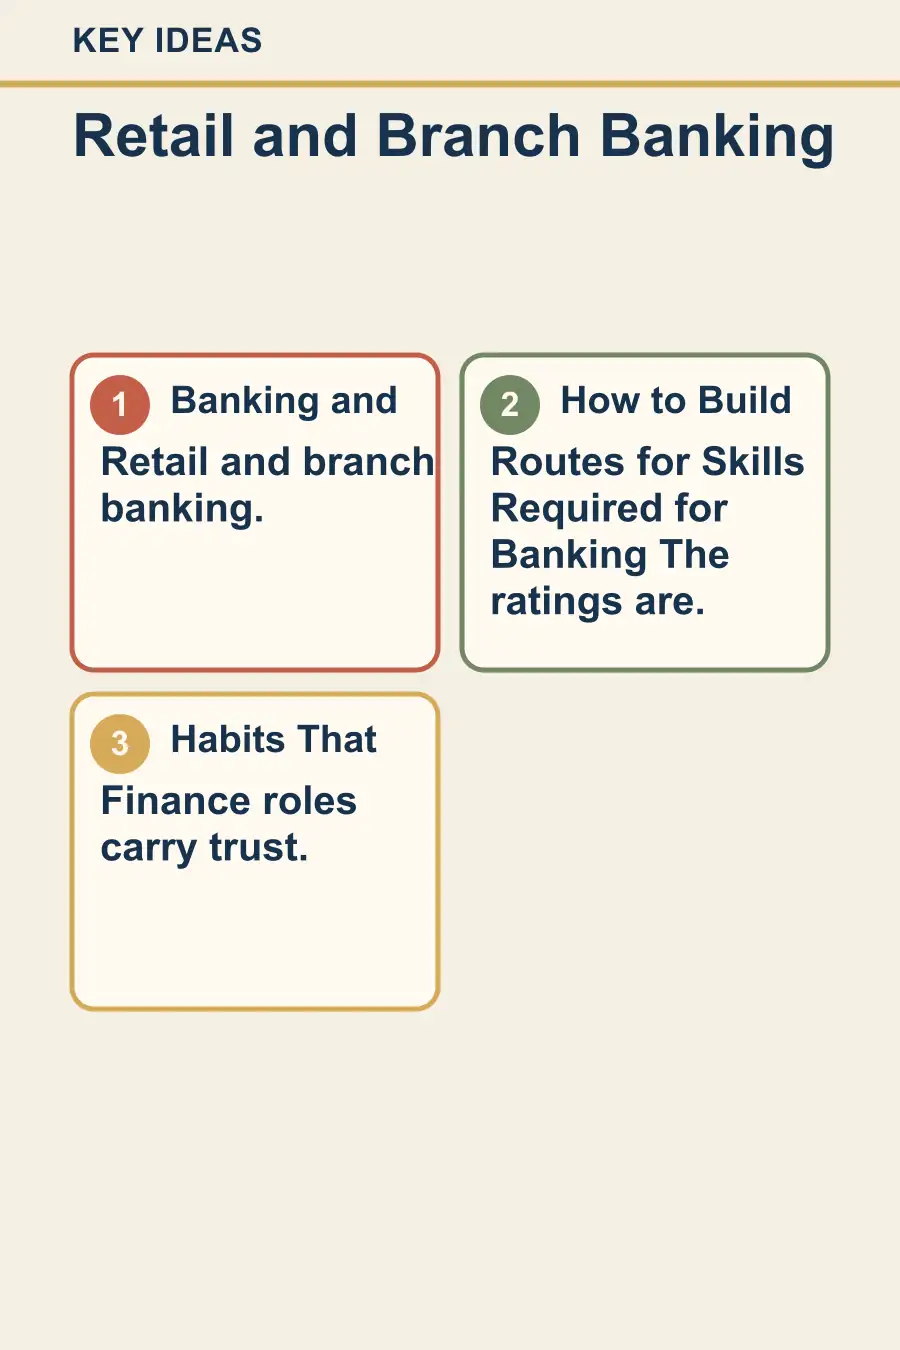 KEY IDEAS
Retail and Branch Banking
1 Banking and
Retail and branch
banking.
2 How to Build
Routes for Skills
Required for
Banking The
ratings are.
3 Habits That
Finance roles
carry trust.